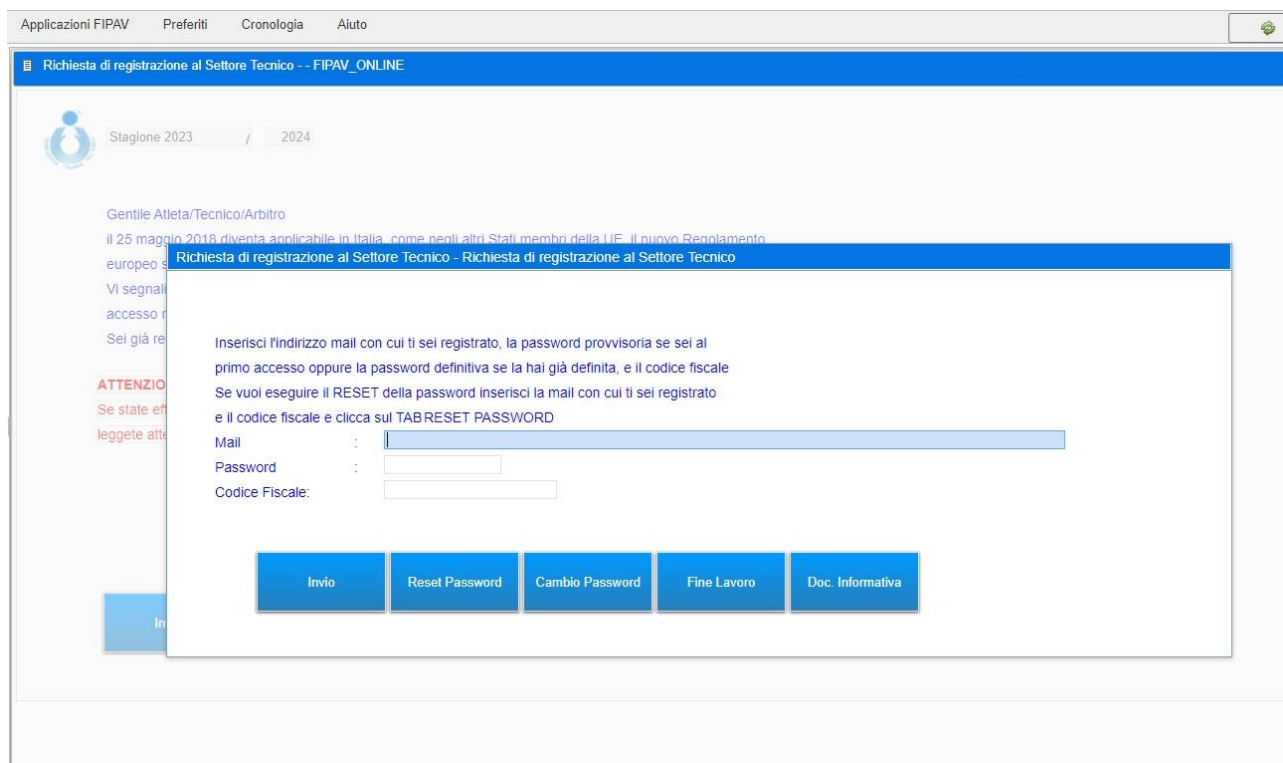 Applicazioni FIPAV Preferiti Cronologia Aiuto
Richiesta di registrazione al Settore Tecnico - - FIPAV_ONLINE
Stagione 2023 / 2024
Gentile Atleta/Tecnico/Arbitro
il 25 maggio 2018 diventa applicabile in Italia, come negli altri Stati membri della UE, il nuovo Regolamento
europeo
Vi
accesso
Sei già
Se state
leggete
Richiesta di registrazione al Settore Tecnico - Richiesta di registrazione al Settore Tecnico
Inserisci l'indirizzo mail con cui ti sei registrato, la password provvisoria se sei al
primo accesso oppure la password definitiva se la hai già definita, e il codice fiscale
Se vuoi eseguire il RESET della password inserisci la mail con cui ti sei registrato
e il codice fiscale e clicca sul TAB RESET PASSWORD
Mail :
Password :
Codice Fiscale:
Invio Reset Password Cambio Password Fine Lavoro Doc. Informativa